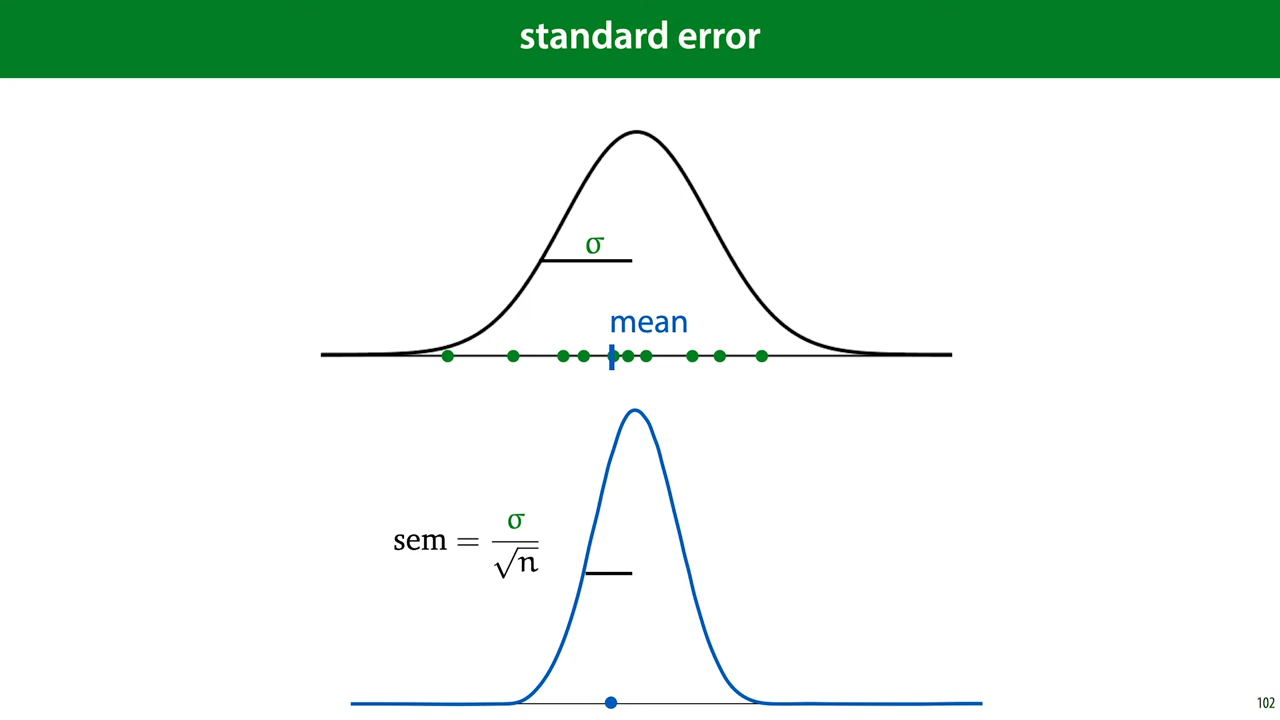 standard error
σ
mean
sem = σ / √n
102